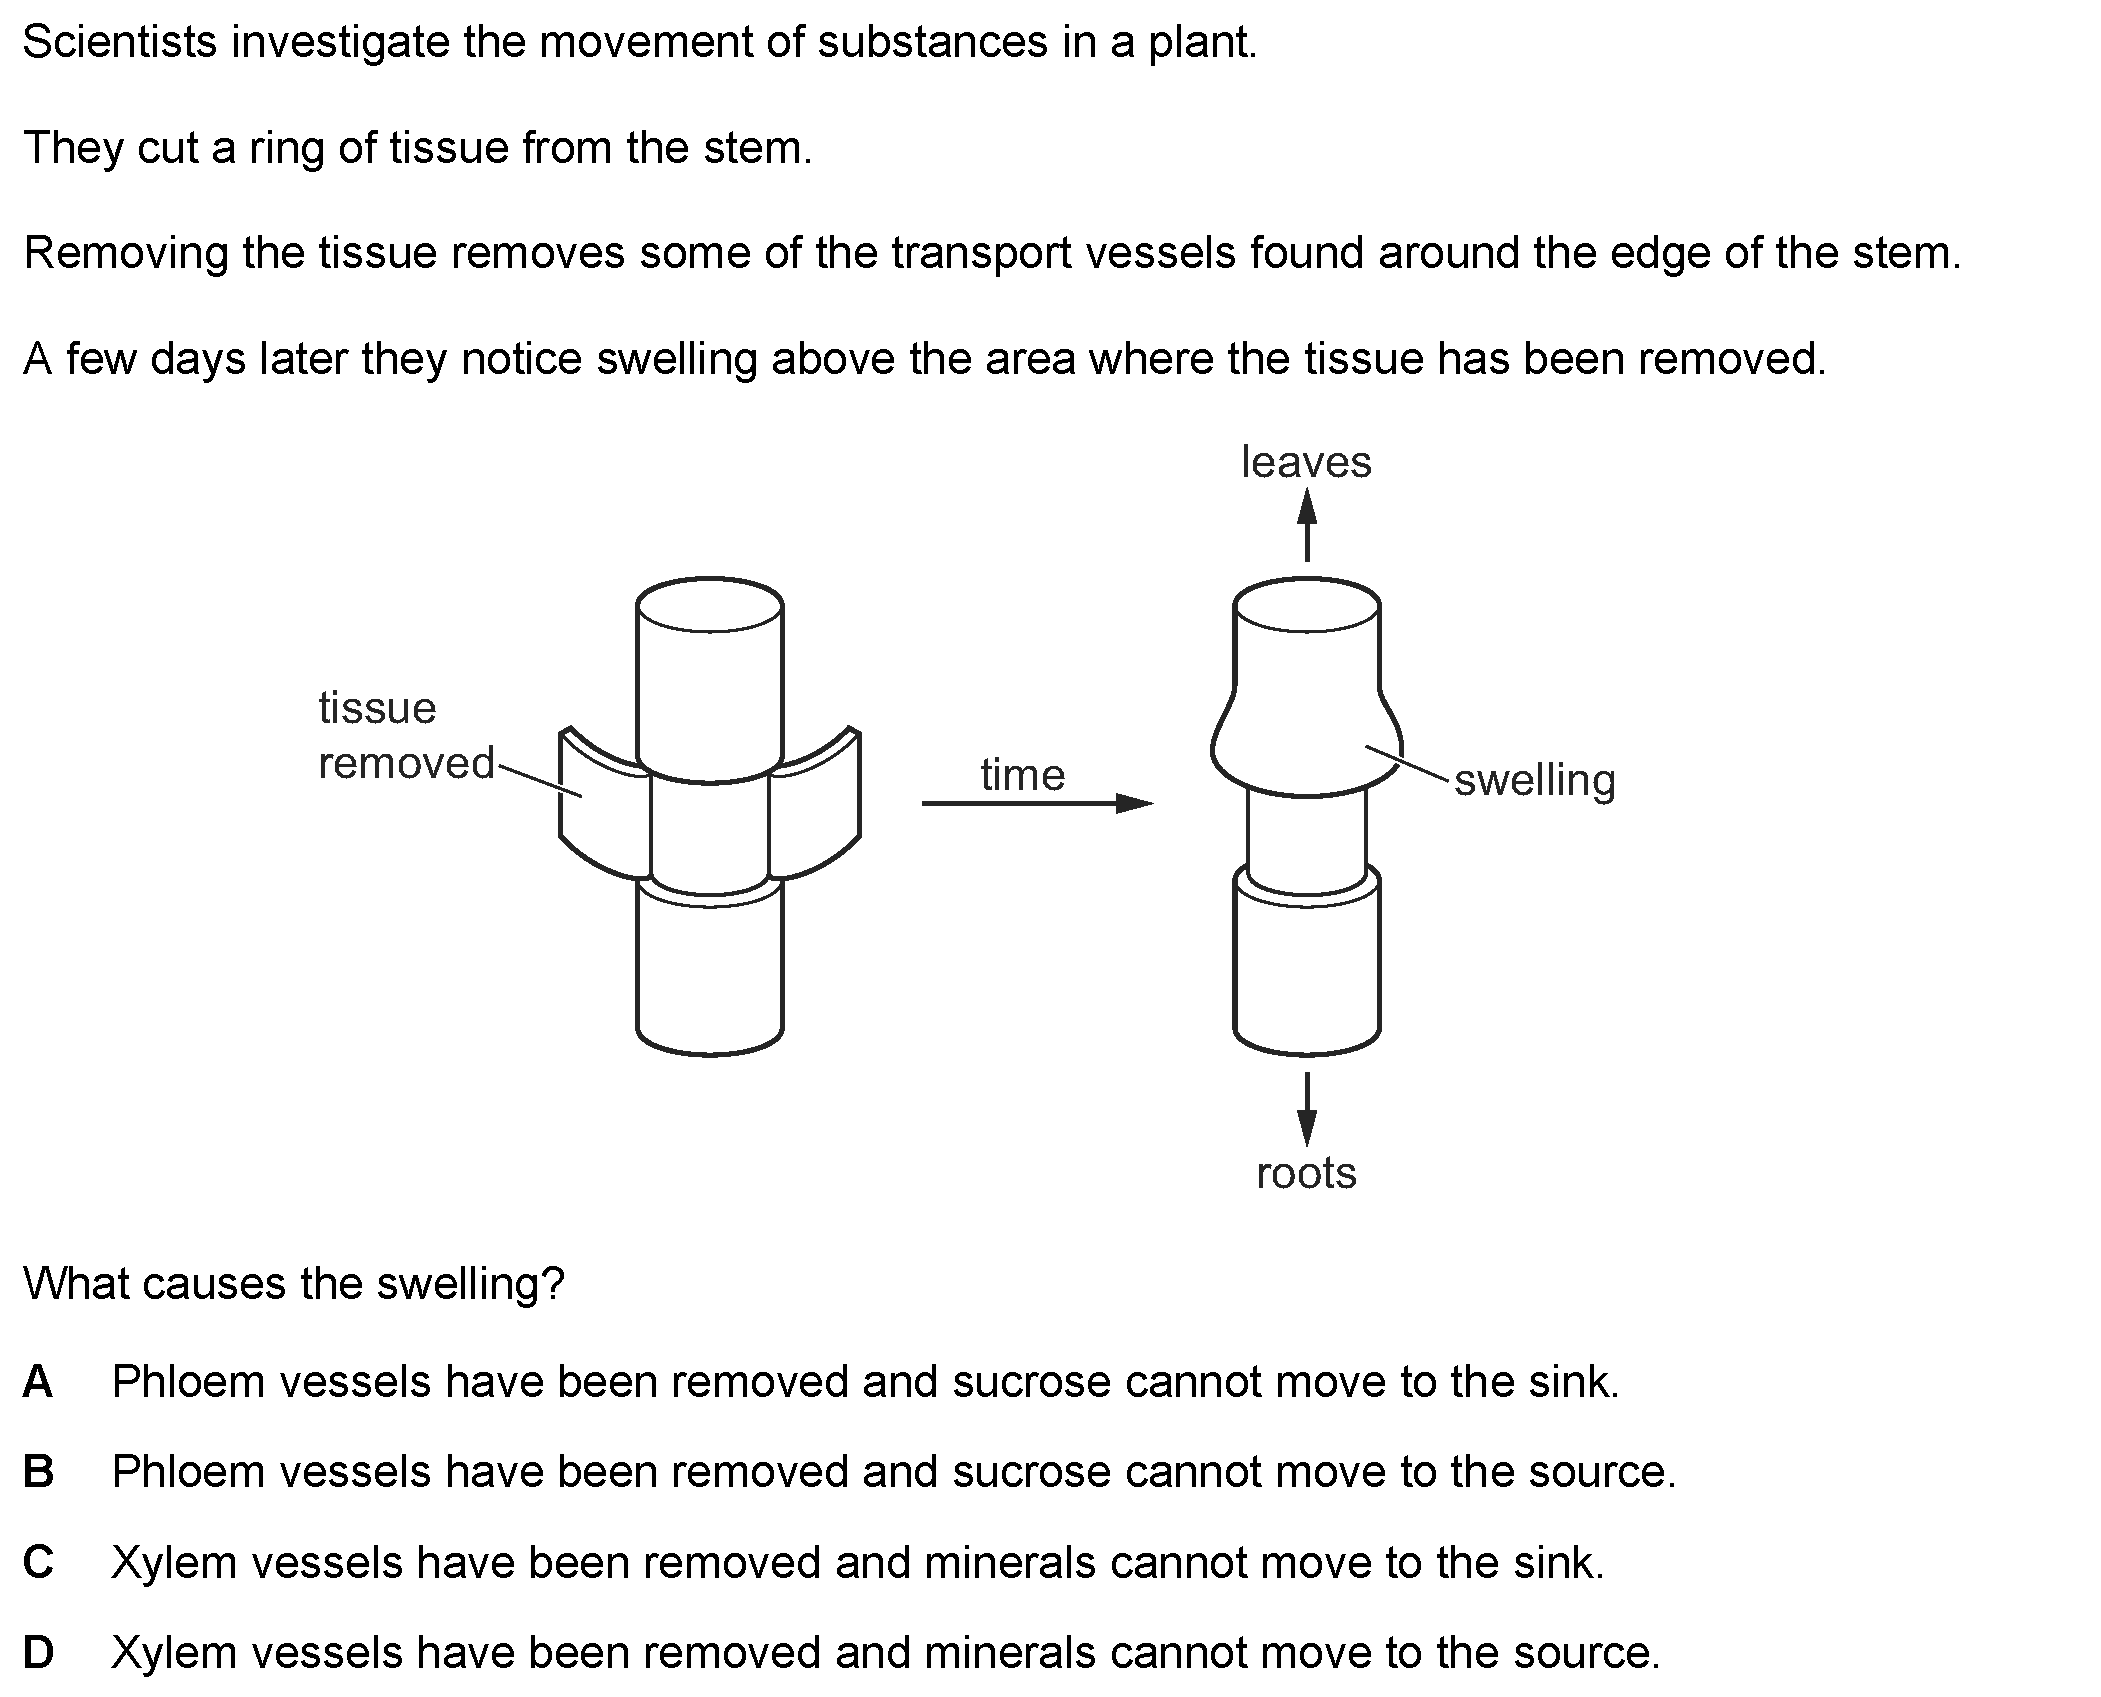 Scientists investigate the movement of substances in a plant.
They cut a ring of tissue from the stem.
Removing the tissue removes some of the transport vessels found around the edge of the stem.
A few days later they notice swelling above the area where the tissue has been removed.
leaves
tissue
removed
time
swelling
roots
What causes the swelling?
A Phloem vessels have been removed and sucrose cannot move to the sink.
B Phloem vessels have been removed and sucrose cannot move to the source.
C Xylem vessels have been removed and minerals cannot move to the sink.
D Xylem vessels have been removed and minerals cannot move to the source.